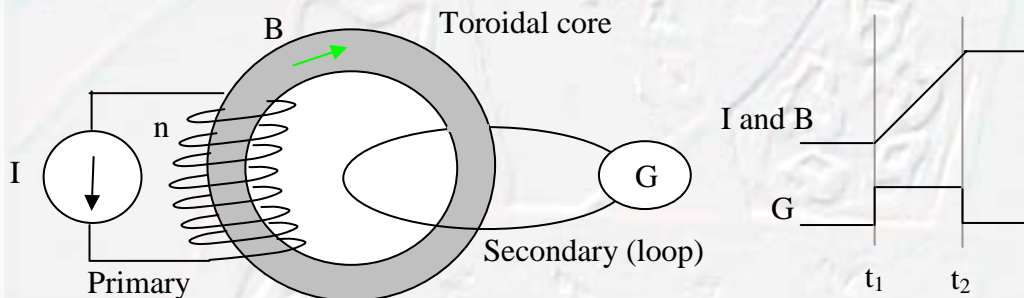 B
Toroidal core
n
I
I and B
G
G
Secondary (loop)
Primary
t₁
t₂